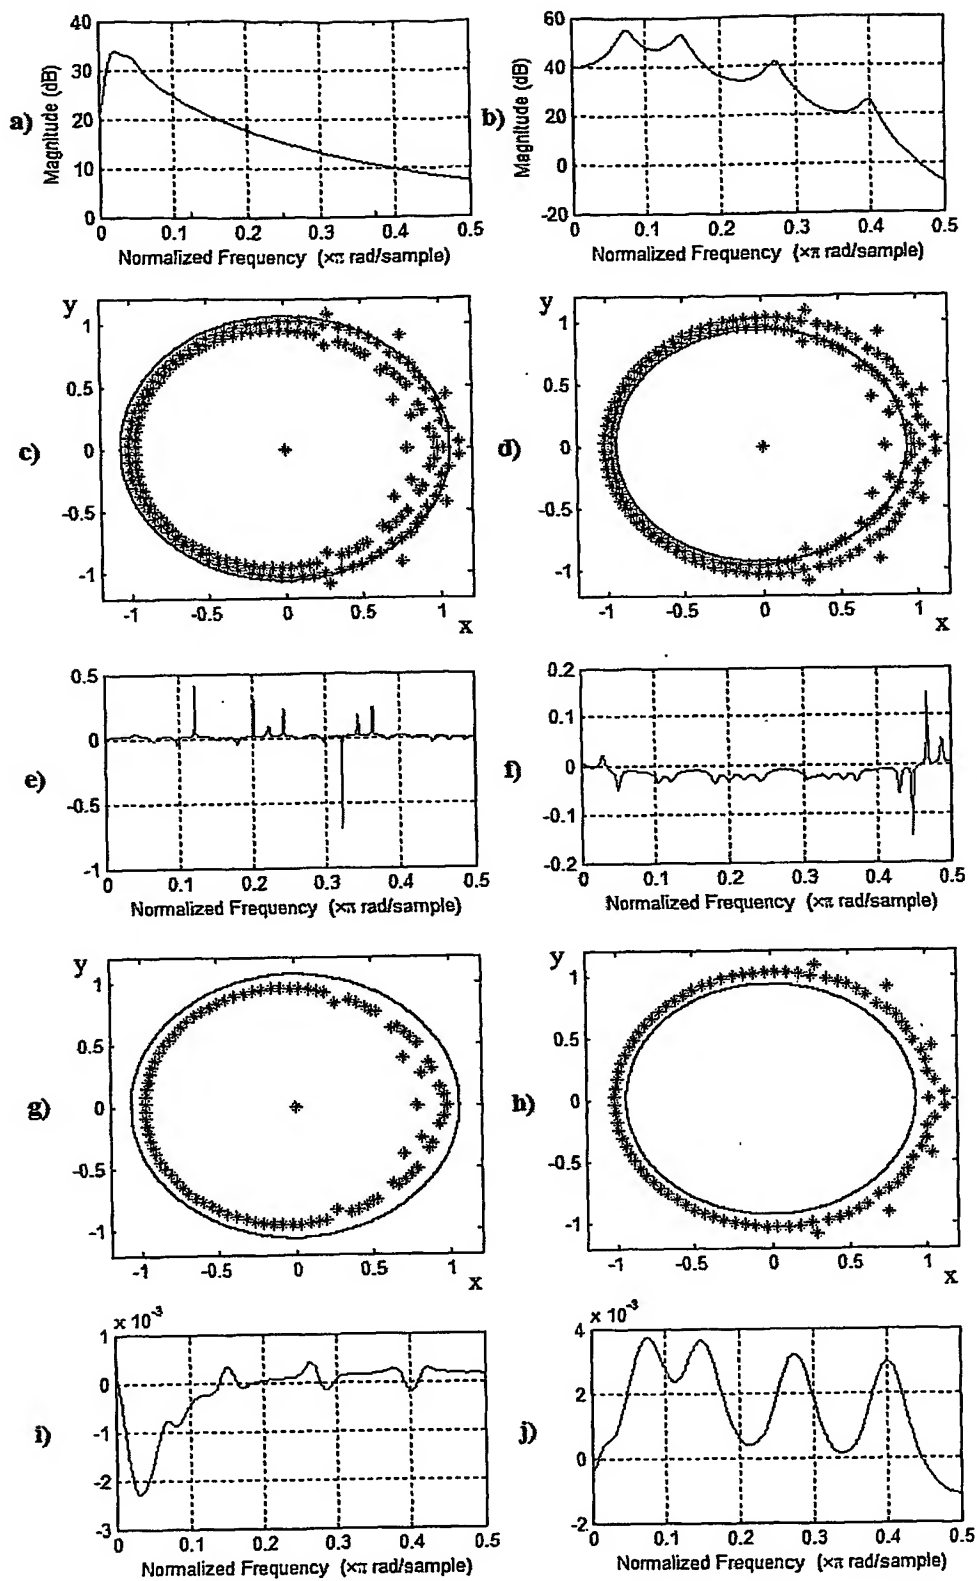 40
30
20
10
0
Magnitude (dB)
a)
0 0.1 0.2 0.3 0.4 0.5
Normalized Frequency (×π rad/sample)
60
40
20
0
-20
Magnitude (dB)
b)
0 0.1 0.2 0.3 0.4 0.5
Normalized Frequency (×π rad/sample)
y
1
0.5
0
-0.5
-1
c)
-1 -0.5 0 0.5 1
x
y
1
0.5
0
-0.5
-1
d)
-1 -0.5 0 0.5 1
x
0.5
0
-0.5
-1
e)
0 0.1 0.2 0.3 0.4 0.5
Normalized Frequency (×π rad/sample)
0.2
0.1
0
-0.1
-0.2
f)
0 0.1 0.2 0.3 0.4 0.5
Normalized Frequency (×π rad/sample)
y
1
0.5
0
-0.5
-1
g)
-1 -0.5 0 0.5 1
x
y
1
0.5
0
-0.5
-1
h)
-1 -0.5 0 0.5 1
x
× 10⁻³
1
0
-1
-2
-3
i)
0 0.1 0.2 0.3 0.4 0.5
Normalized Frequency (×π rad/sample)
× 10⁻³
4
2
0
-2
j)
0 0.1 0.2 0.3 0.4 0.5
Normalized Frequency (×π rad/sample)